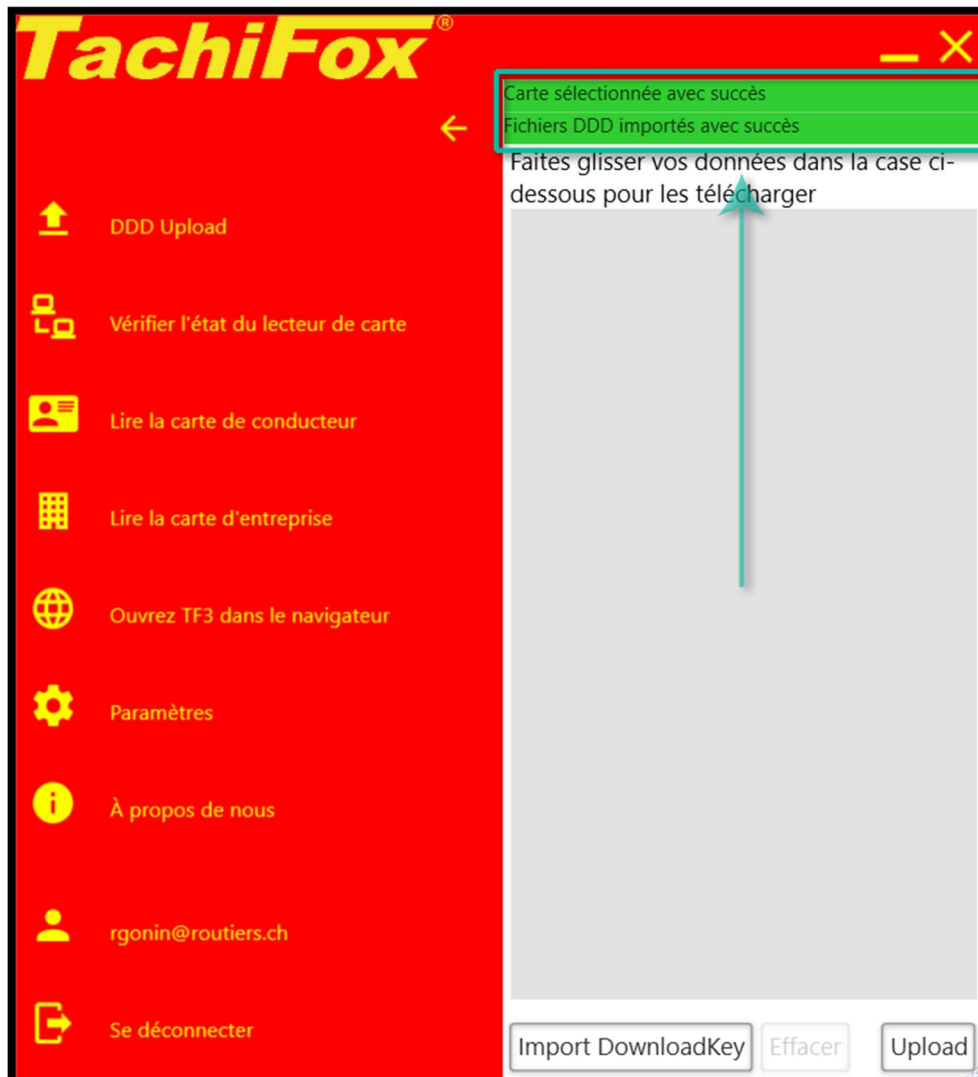 TachiFox®
Carte sélectionnée avec succès
Fichiers DDD importés avec succès
Faites glisser vos données dans la case ci-
dessous pour les télécharger
DDD Upload
Vérifier l'état du lecteur de carte
Lire la carte de conducteur
Lire la carte d'entreprise
Ouvrez TF3 dans le navigateur
Paramètres
À propos de nous
rgonin@routiers.ch
Se déconnecter
Import DownloadKey
Effacer
Upload